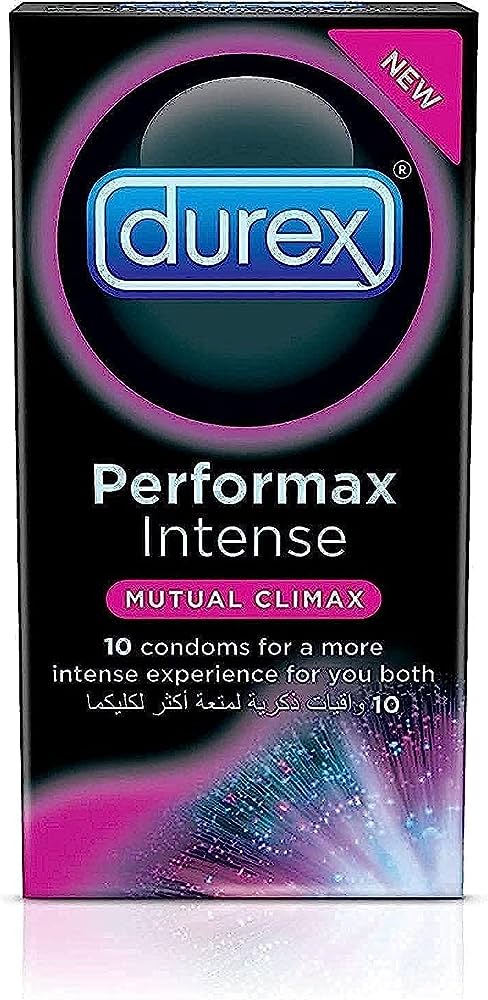 NEW
durex®
Performax
Intense
MUTUAL CLIMAX
10 condoms for a more
intense experience for you both
10 واقيات ذكرية لمتعة أكثر لكليكما